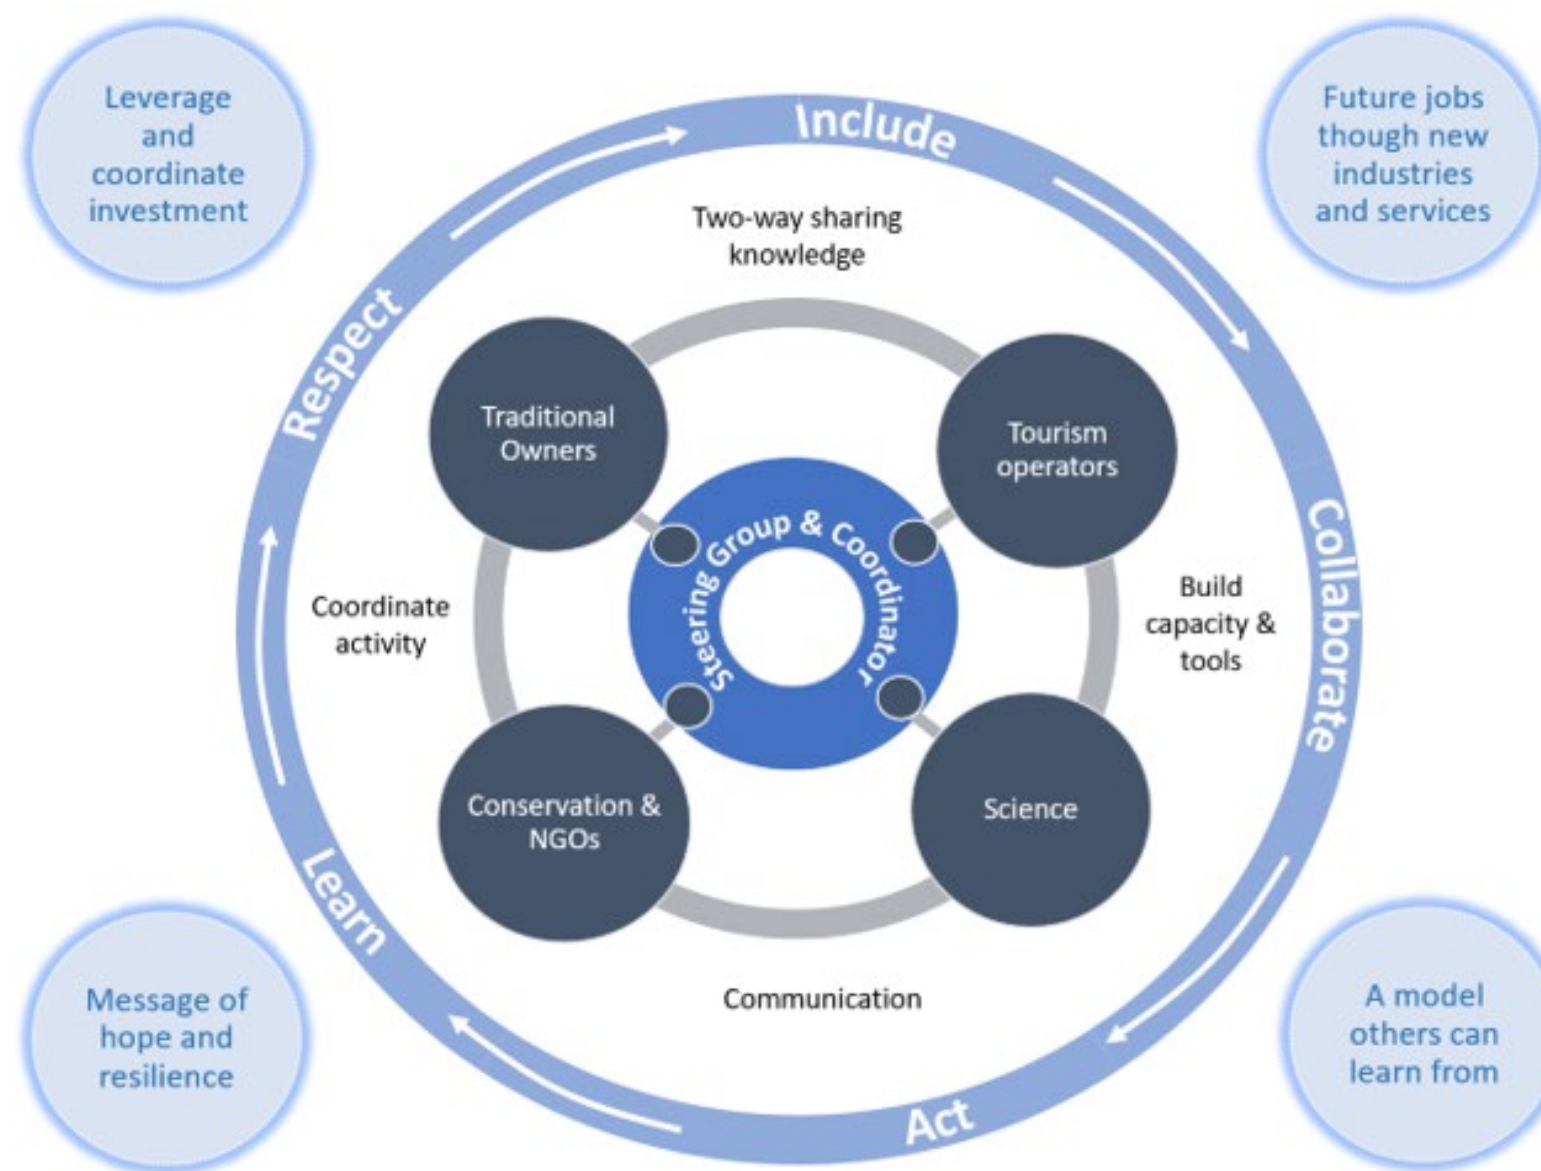 Leverage
and
coordinate
investment
Future jobs
though new
industries
and services
Include
Two-way sharing
knowledge
Respect
Traditional
Owners
Tourism
operators
Steering Group & Coordinator
Collaborate
Coordinate
activity
Build
capacity &
tools
Conservation &
NGOs
Science
Learn
Communication
Message of
hope and
resilience
A model
others can
learn from
Act